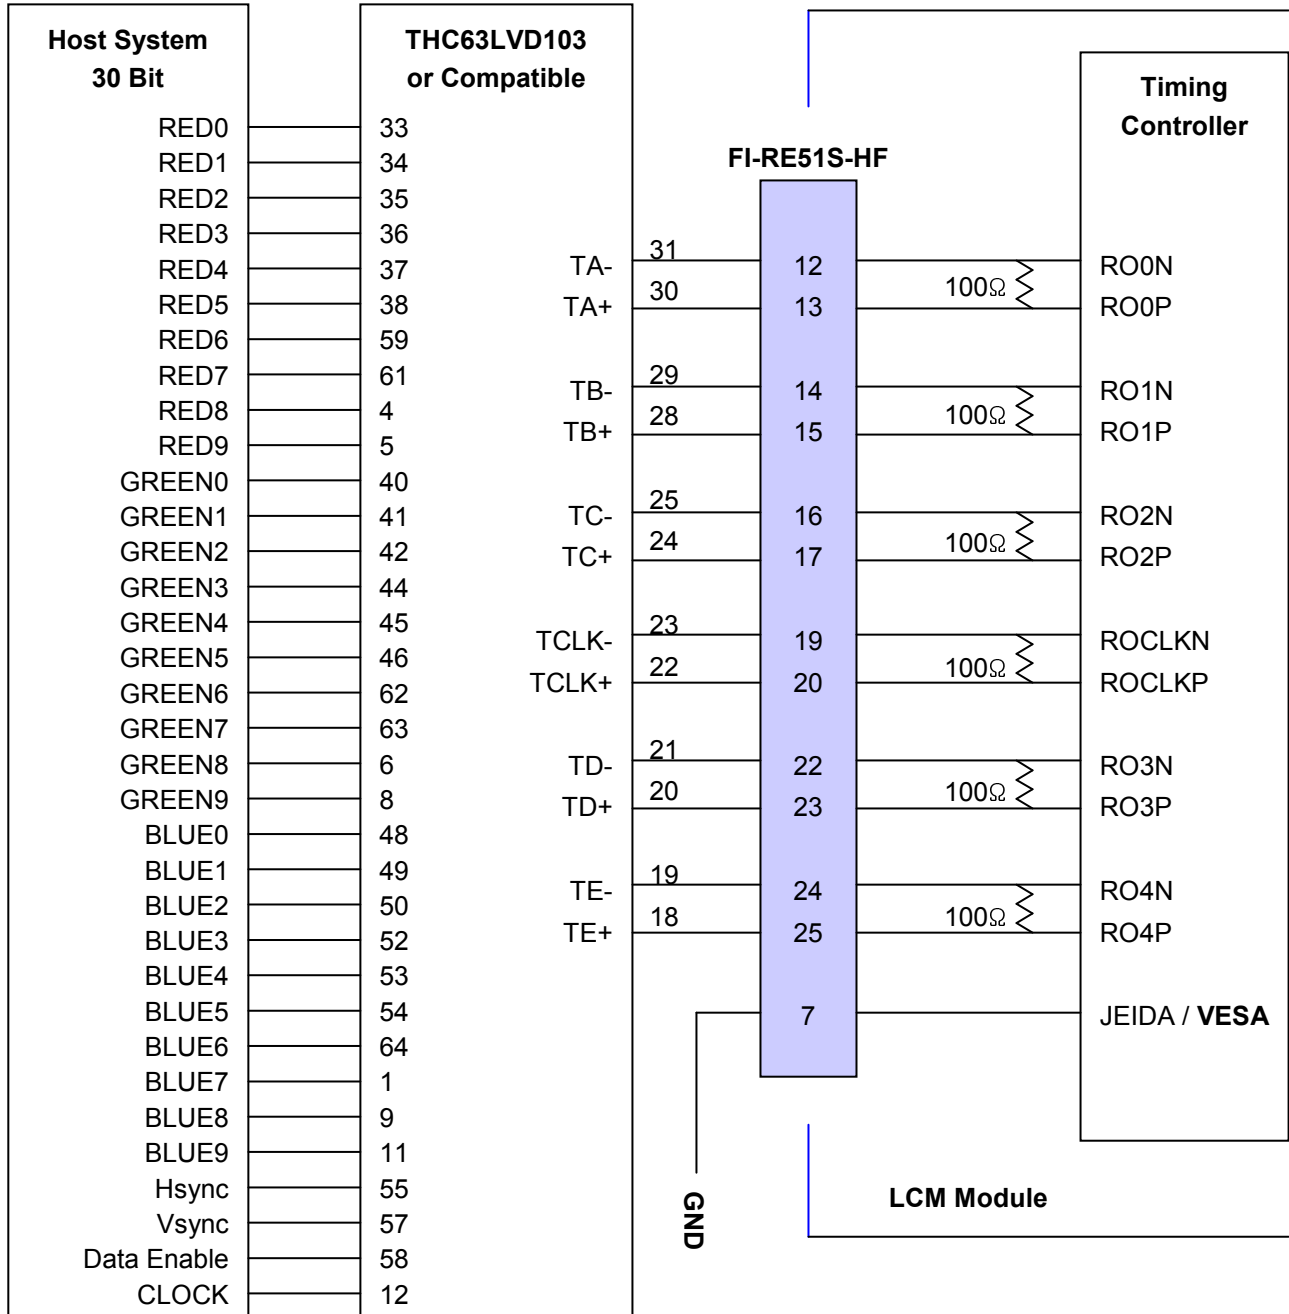 Host System
30 Bit
RED0 33
RED1 34
RED2 35
RED3 36
RED4 37
RED5 38
RED6 59
RED7 61
RED8 4
RED9 5
GREEN0 40
GREEN1 41
GREEN2 42
GREEN3 44
GREEN4 45
GREEN5 46
GREEN6 62
GREEN7 63
GREEN8 6
GREEN9 8
BLUE0 48
BLUE1 49
BLUE2 50
BLUE3 52
BLUE4 53
BLUE5 54
BLUE6 64
BLUE7 1
BLUE8 9
BLUE9 11
Hsync 55
Vsync 57
Data Enable 58
CLOCK 12
THC63LVD103
or Compatible
TA- 31
TA+ 30
TB- 29
TB+ 28
TC- 25
TC+ 24
TCLK- 23
TCLK+ 22
TD- 21
TD+ 20
TE- 19
TE+ 18
GND
FI-RE51S-HF
12
13
14
15
16
17
19
20
22
23
24
25
7
100Ω
100Ω
100Ω
100Ω
100Ω
100Ω
Timing
Controller
RO0N
RO0P
RO1N
RO1P
RO2N
RO2P
ROCLKN
ROCLKP
RO3N
RO3P
RO4N
RO4P
JEIDA / VESA
LCM Module